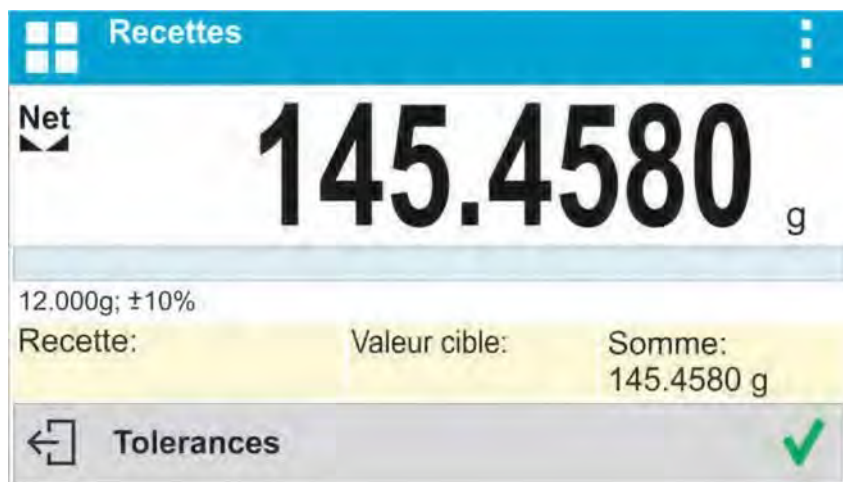 Recettes
Net
145.4580 g
12.000g; ±10%
Recette: Valeur cible: Somme:
145.4580 g
Tolerances